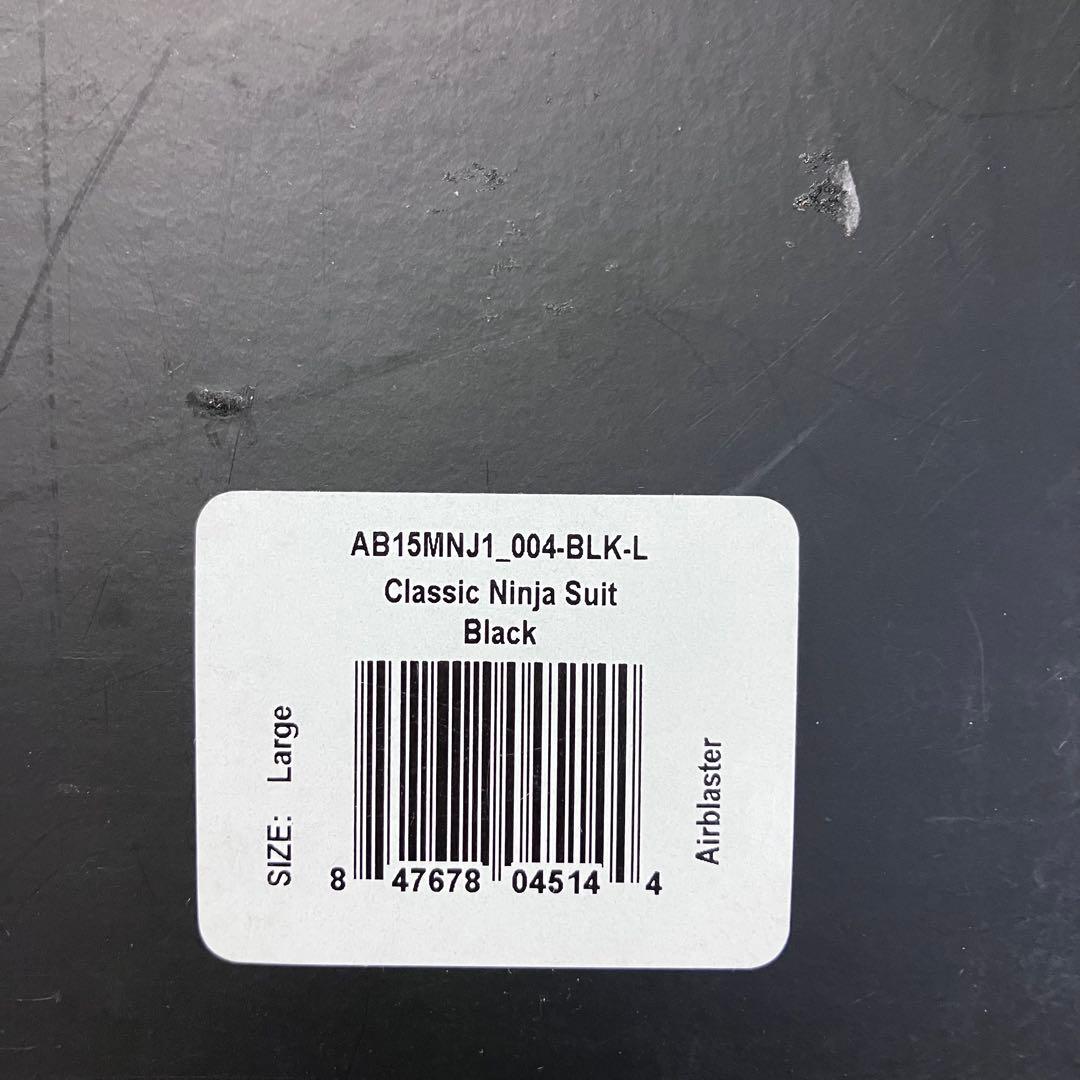 AB15MNJ1_004-BLK-L
Classic Ninja Suit
Black
SIZE: Large
8 47678 04514 4
Airblaster